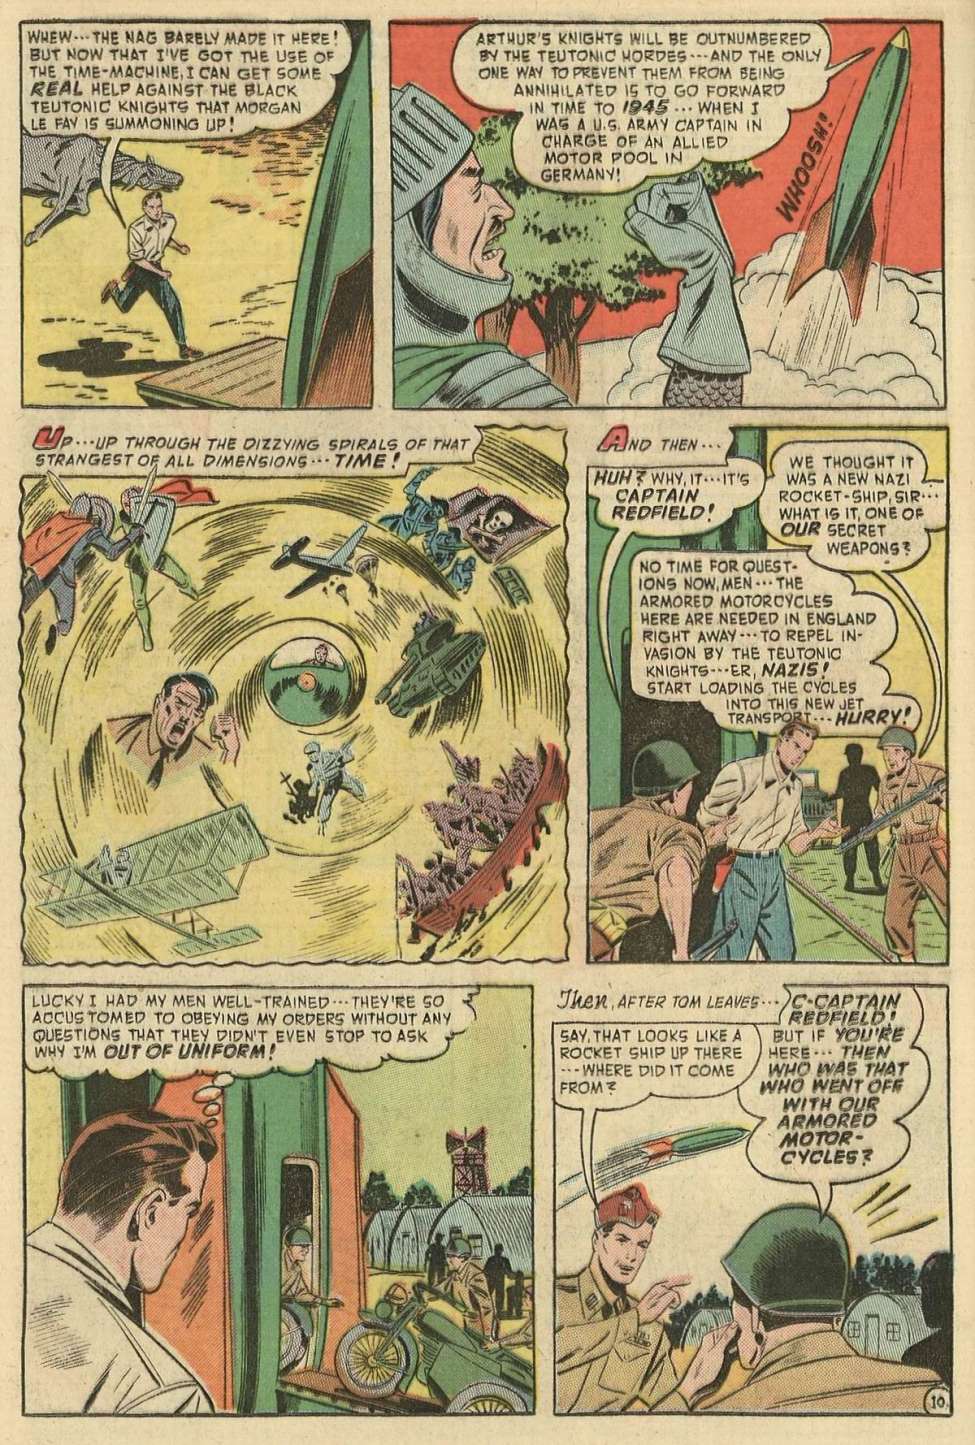 WHEW---THE NAG BARELY MADE IT HERE!
BUT NOW THAT I'VE GOT THE USE OF
THE TIME-MACHINE, I CAN GET SOME
REAL HELP AGAINST THE BLACK
TEUTONIC KNIGHTS THAT MORGAN
LE FAY IS SUMMONING UP!
ARTHUR'S KNIGHTS WILL BE OUTNUMBERED
BY THE TEUTONIC HORDES---AND THE ONLY
ONE WAY TO PREVENT THEM FROM BEING
ANNIHILATED IS TO GO FORWARD
IN TIME TO 1945---WHEN I
WAS A U.S. ARMY CAPTAIN IN
CHARGE OF AN ALLIED
MOTOR POOL IN
GERMANY!
WHOOSH!
UP---UP THROUGH THE DIZZYING SPIRALS OF THAT
STRANGEST OF ALL DIMENSIONS---TIME!
AND THEN---
HUH? WHY, IT---IT'S
CAPTAIN
REDFIELD!
WE THOUGHT IT
WAS A NEW NAZI
ROCKET-SHIP, SIR---
WHAT IS IT, ONE OF
OUR SECRET
WEAPONS?
NO TIME FOR QUEST-
IONS NOW, MEN---THE
ARMORED MOTORCYCLES
HERE ARE NEEDED IN ENGLAND
RIGHT AWAY---TO REPEL IN-
VASION BY THE TEUTONIC
KNIGHTS---ER, NAZIS!
START LOADING THE CYCLES
INTO THIS NEW JET
TRANSPORT---HURRY!
LUCKY I HAD MY MEN WELL-TRAINED---THEY'RE SO
ACCUSTOMED TO OBEYING MY ORDERS WITHOUT ANY
QUESTIONS THAT THEY DIDN'T EVEN STOP TO ASK
WHY I'M OUT OF UNIFORM!
Then, AFTER TOM LEAVES---
SAY, THAT LOOKS LIKE A
ROCKET SHIP UP THERE
---WHERE DID IT COME
FROM?
C-CAPTAIN
REDFIELD!
BUT IF YOU'RE
HERE---THEN
WHO WAS THAT
WHO WENT OFF
WITH OUR
ARMORED
MOTOR-
CYCLES?
10